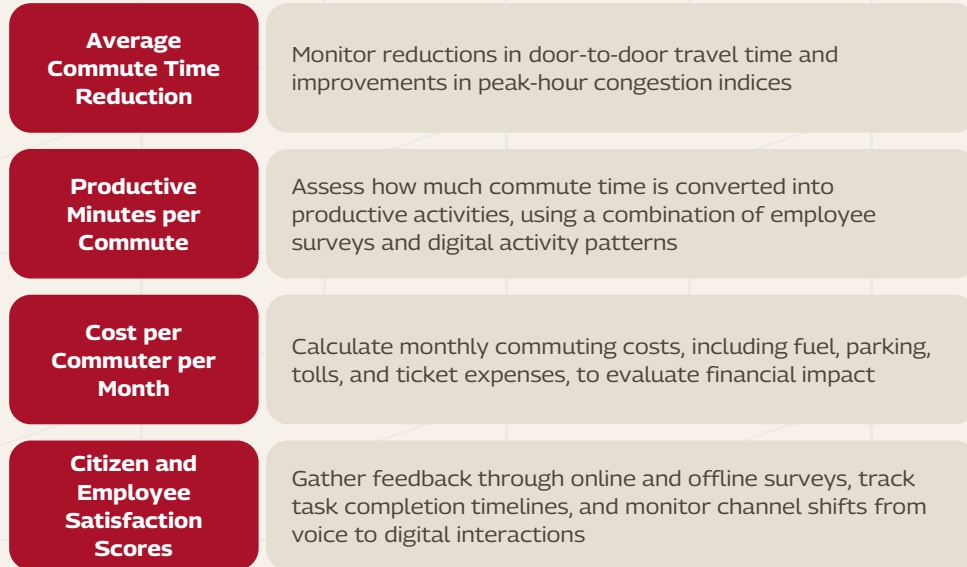 Average
Commute Time
Reduction
Monitor reductions in door-to-door travel time and
improvements in peak-hour congestion indices
Productive
Minutes per
Commute
Assess how much commute time is converted into
productive activities, using a combination of employee
surveys and digital activity patterns
Cost per
Commuter per
Month
Calculate monthly commuting costs, including fuel, parking,
tolls, and ticket expenses, to evaluate financial impact
Citizen and
Employee
Satisfaction
Scores
Gather feedback through online and offline surveys, track
task completion timelines, and monitor channel shifts from
voice to digital interactions